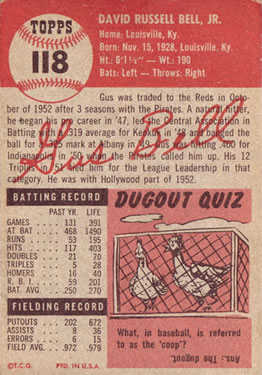 TOPPS
118
DAVID RUSSELL BELL, JR.
Home: Louisville, Ky.
Born: Nov. 15, 1928, Louisville, Ky.
Ht.: 6'1½" — Wt.: 190
Bats: Left - Throws: Right
Gus was traded to the Reds in Octo-
ber of 1952 after 3 seasons with the Pirates. A natural hitter,
he began his pro career in '47, led the Central Association in
Batting with a .319 average for Keokuk in '48 and banged the
ball for a .328 mark at Albany in '49. Gus was hitting .400 for
Indianapolis in '50 when the Pirates called him up. His 12
Triples in '51 tied him for the League Leadership in that
category. He was with Hollywood part of 1952.
Gus Bell
BATTING RECORD
PAST YR. LIFE
GAMES 131 391
AT BAT 468 1490
RUNS 53 195
HITS 117 403
DOUBLES 21 70
TRIPLES 5 28
HOMERS 16 40
R. B. I. 59 201
BAT. AVG. .250 .270
FIELDING RECORD
PUTOUTS 202 672
ASSISTS 8 36
ERRORS 6 15
FIELD AVG. .972 .979
©T.C.G. PTD. IN U.S.A.
DUGOUT QUIZ
What, in baseball, is
referred to as the 'coop'?
Ans.: The dugout.